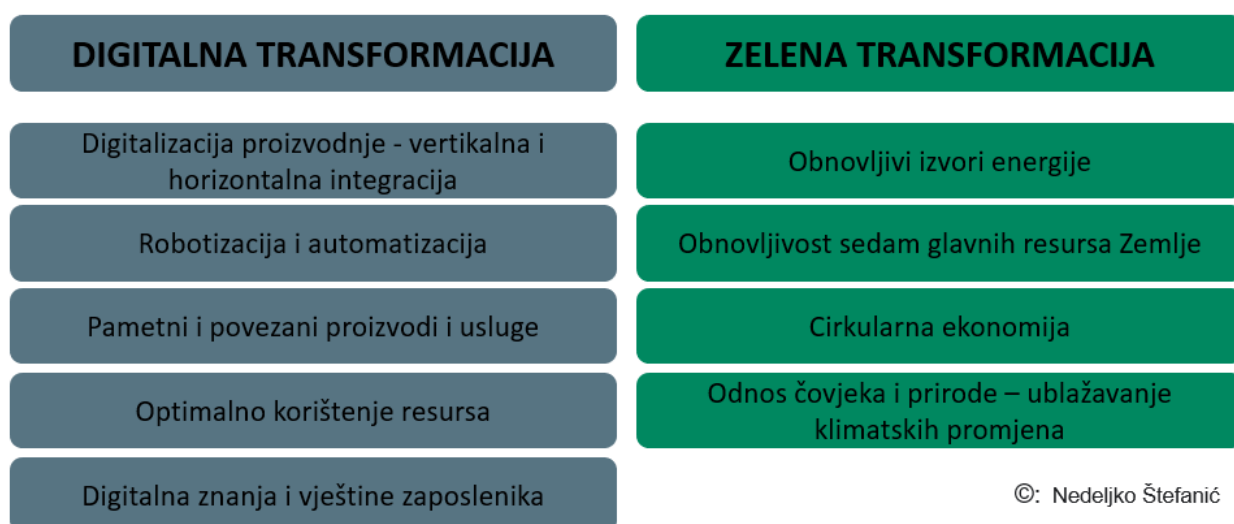 DIGITALNA TRANSFORMACIJA
Digitalizacija proizvodnje - vertikalna i
horizontalna integracija
Robotizacija i automatizacija
Pametni i povezani proizvodi i usluge
Optimalno korištenje resursa
Digitalna znanja i vještine zaposlenika
ZELENA TRANSFORMACIJA
Obnovljivi izvori energije
Obnovljivost sedam glavnih resursa Zemlje
Cirkularna ekonomija
Odnos čovjeka i prirode – ublažavanje
klimatskih promjena
©: Nedeljko Štefanić